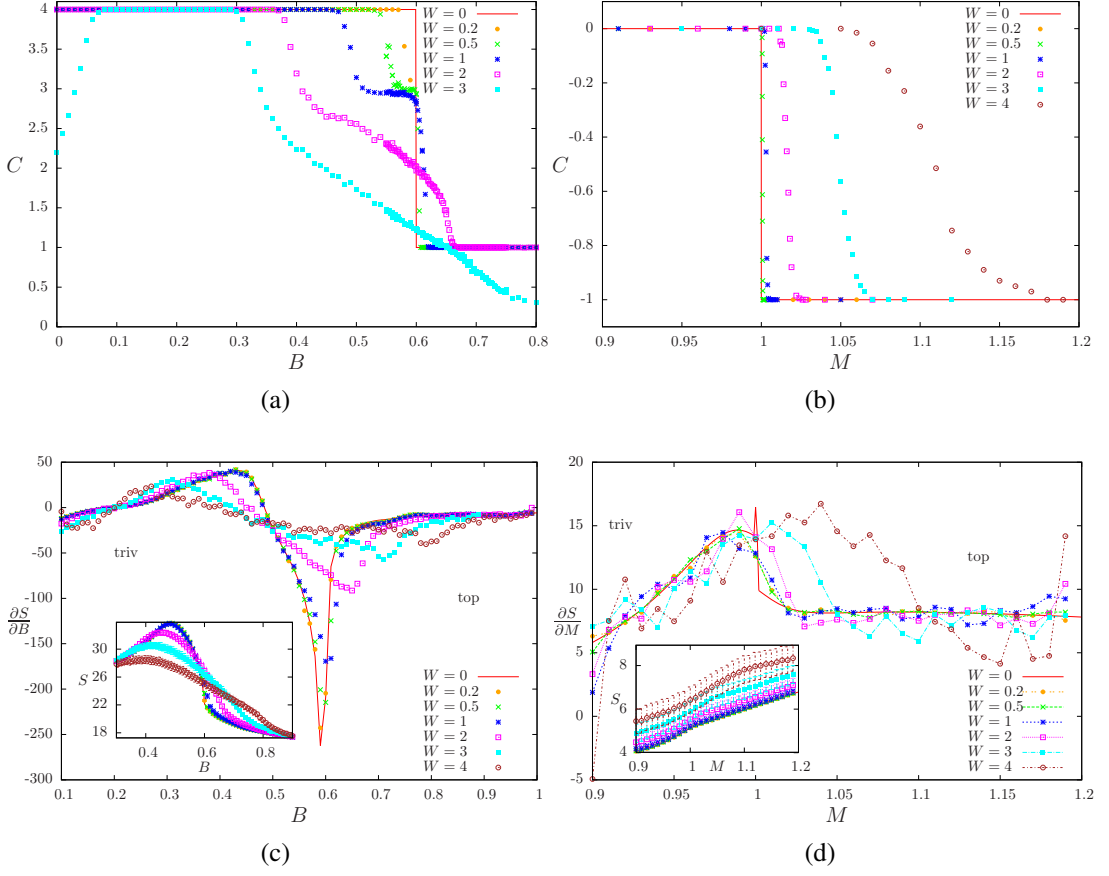 4
3.5
3
2.5
C
2
1.5
1
0.5
0
0 0.1 0.2 0.3 0.4 0.5 0.6 0.7 0.8
B
W = 0
W = 0.2
W = 0.5
W = 1
W = 2
W = 3
(a)
0
-0.2
-0.4
C
-0.6
-0.8
-1
0.9 0.95 1 1.05 1.1 1.15 1.2
M
W = 0
W = 0.2
W = 0.5
W = 1
W = 2
W = 3
W = 4
(b)
50
0
-50
-100
∂S
∂B
-150
-200
-250
-300
0.1 0.2 0.3 0.4 0.5 0.6 0.7 0.8 0.9 1
B
triv
top
33
30
S
26
22
18
0.4 0.6 0.8
B
W = 0
W = 0.2
W = 0.5
W = 1
W = 2
W = 3
W = 4
(c)
20
15
10
∂S
∂M
5
0
-5
0.9 0.95 1 1.05 1.1 1.15 1.2
M
triv
top
8
S
6
4
0.9 1 M 1.1 1.2
W = 0
W = 0.2
W = 0.5
W = 1
W = 2
W = 3
W = 4
(d)